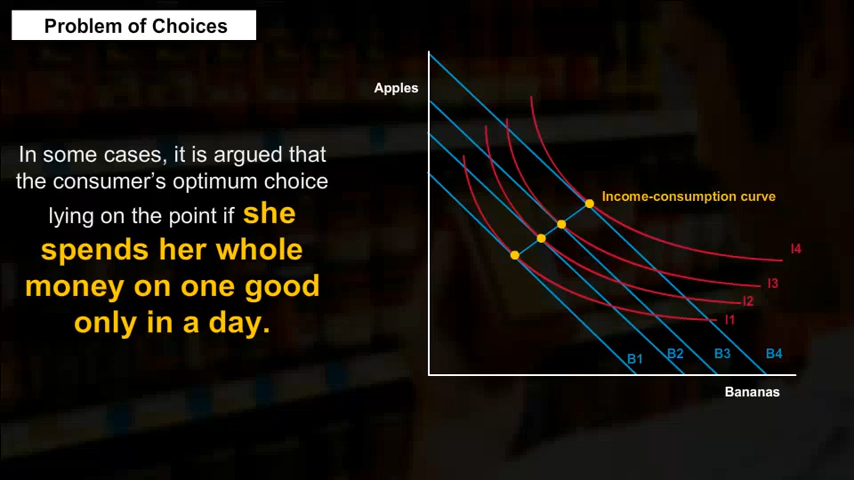 Problem of Choices
In some cases, it is argued that
the consumer's optimum choice
lying on the point if she
spends her whole
money on one good
only in a day.
Apples
Income-consumption curve
I4
I3
I2
I1
B1
B2
B3
B4
Bananas